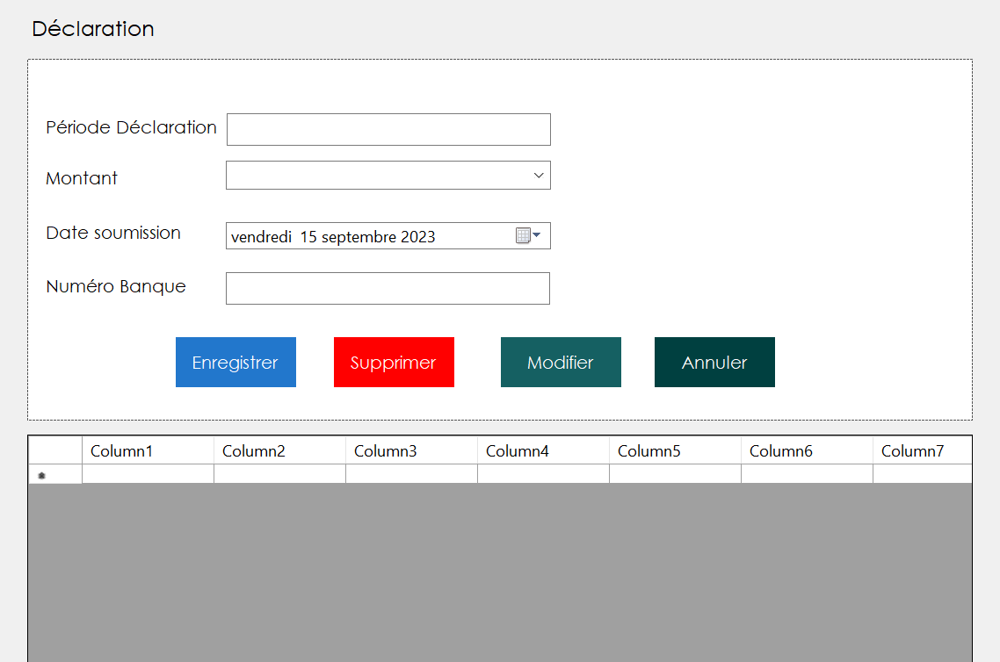 Déclaration
Période Déclaration
Montant
Date soumission
vendredi 15 septembre 2023
Numéro Banque
Enregistrer Supprimer Modifier Annuler
Column1 Column2 Column3 Column4 Column5 Column6 Column7